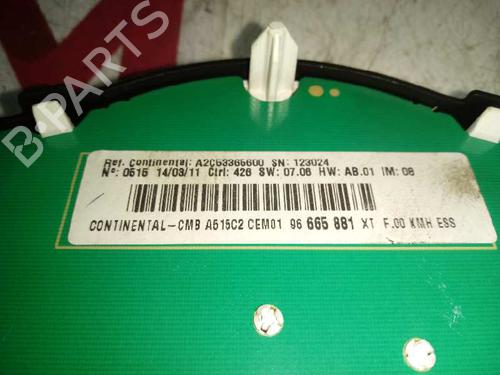 B-PARTS
Ref. Continental: A2C53365600 SN: 123024
Nº: 0515 14/03/11 Ctrl: 426 SW: 07.06 HW: AB.01 IM: 08
CONTINENTAL-CMB A515C2 CEM01 96 665 881 XT F.00 KMH ESS